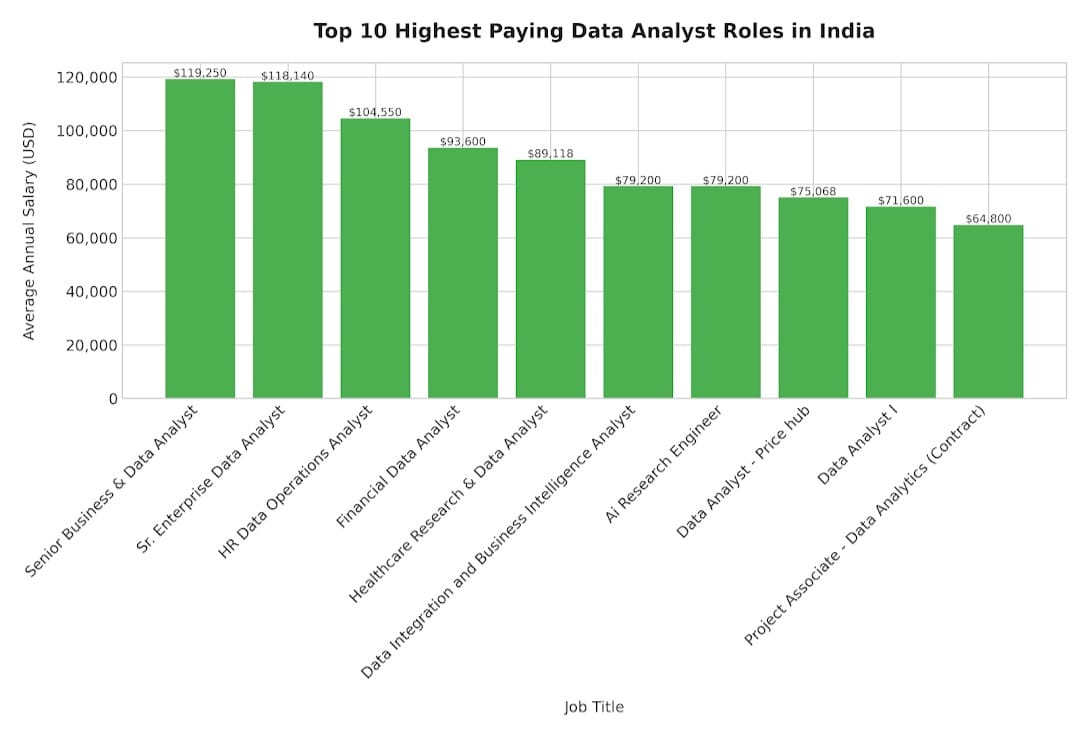 Top 10 Highest Paying Data Analyst Roles in India
Average Annual Salary (USD)
120,000
100,000
80,000
60,000
40,000
20,000
0
$119,250
$118,140
$104,550
$93,600
$89,118
$79,200
$79,200
$75,068
$71,600
$64,800
Senior Business & Data Analyst
Sr. Enterprise Data Analyst
HR Data Operations Analyst
Financial Data Analyst
Healthcare Research & Data Analyst
Data Integration and Business Intelligence Analyst
Ai Research Engineer
Data Analyst - Price hub
Data Analyst I
Project Associate - Data Analytics (Contract)
Job Title